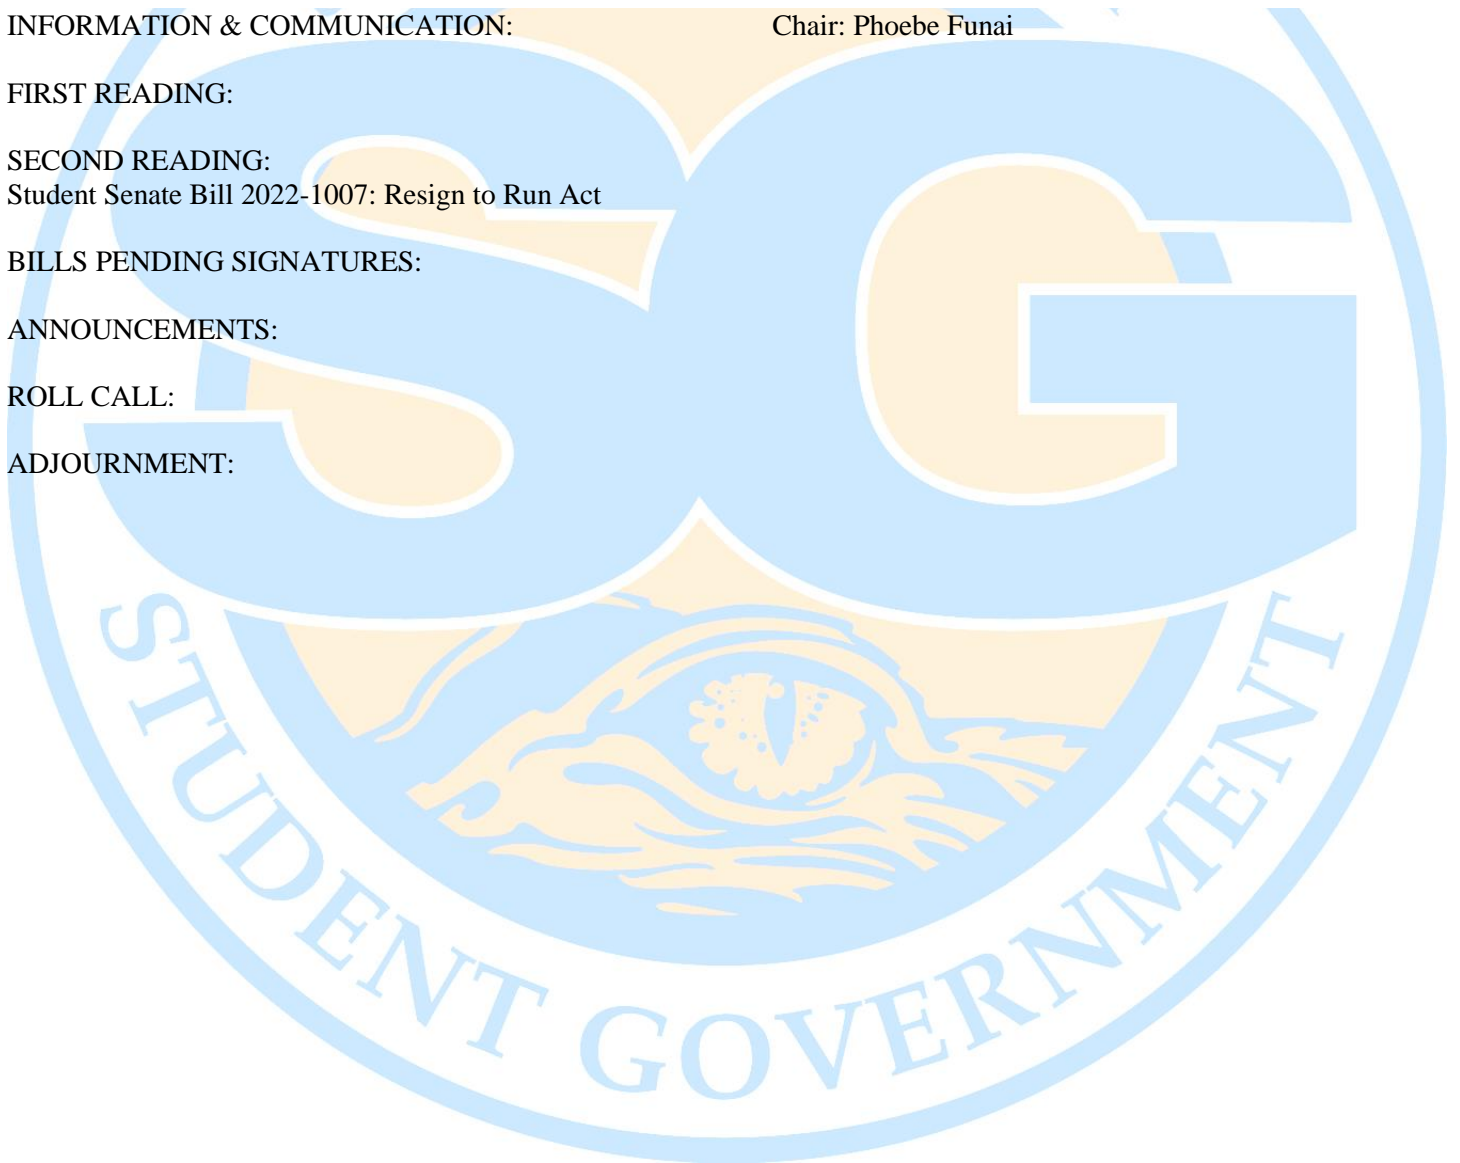 INFORMATION & COMMUNICATION: Chair: Phoebe Funai
FIRST READING:
SECOND READING:
Student Senate Bill 2022-1007: Resign to Run Act
BILLS PENDING SIGNATURES:
ANNOUNCEMENTS:
ROLL CALL:
ADJOURNMENT:
SG
STUDENT GOVERNMENT